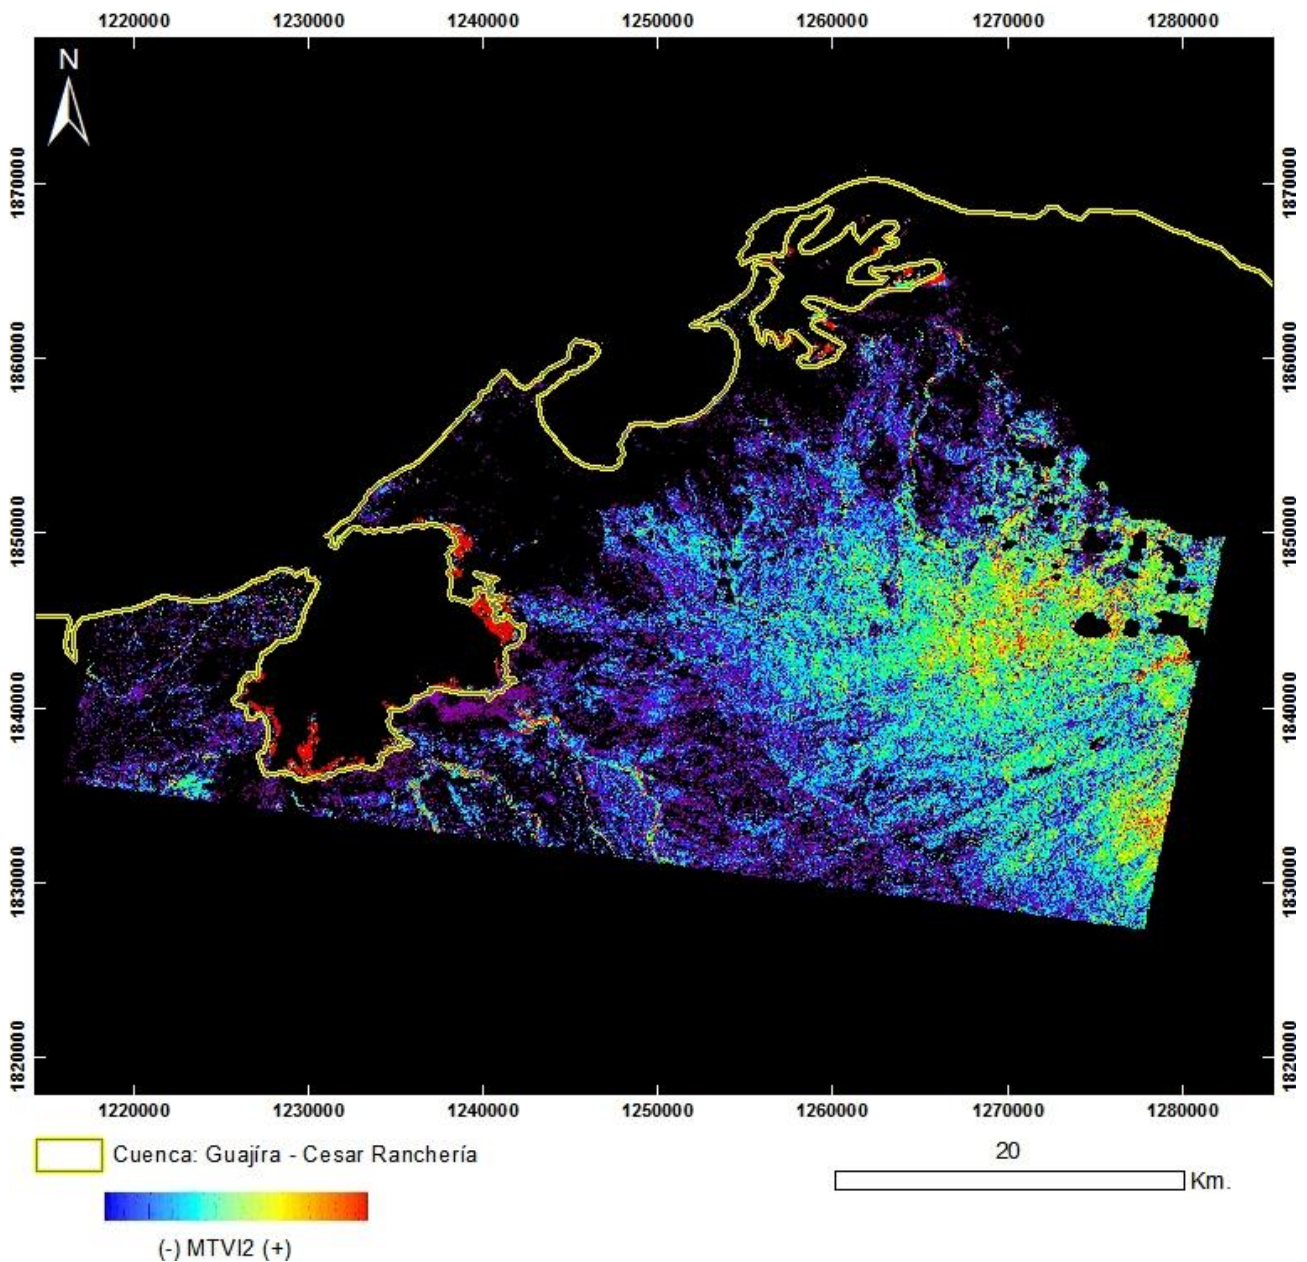 1220000 1230000 1240000 1250000 1260000 1270000 1280000
N
1870000 1870000
1860000 1860000
1850000 1850000
1840000 1840000
1830000 1830000
1820000 1820000
1220000 1230000 1240000 1250000 1260000 1270000 1280000
Cuenca: Guajíra - Cesar Ranchería
20
Km.
(-) MTVI2 (+)